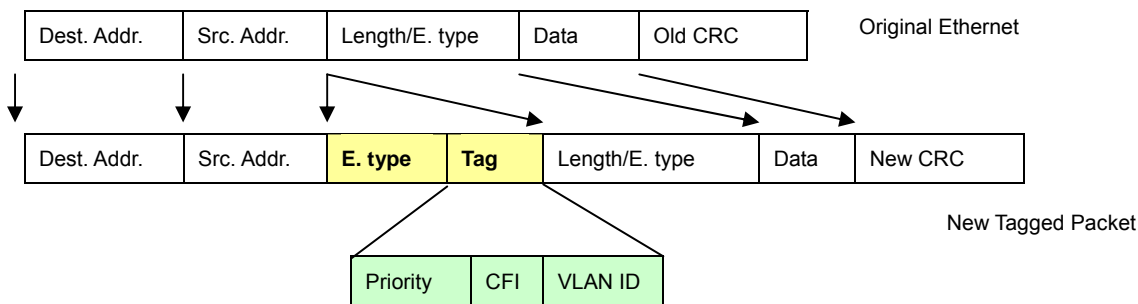 Dest. Addr. Src. Addr. Length/E. type Data Old CRC Original Ethernet
Dest. Addr. Src. Addr. E. type Tag Length/E. type Data New CRC
New Tagged Packet
Priority CFI VLAN ID